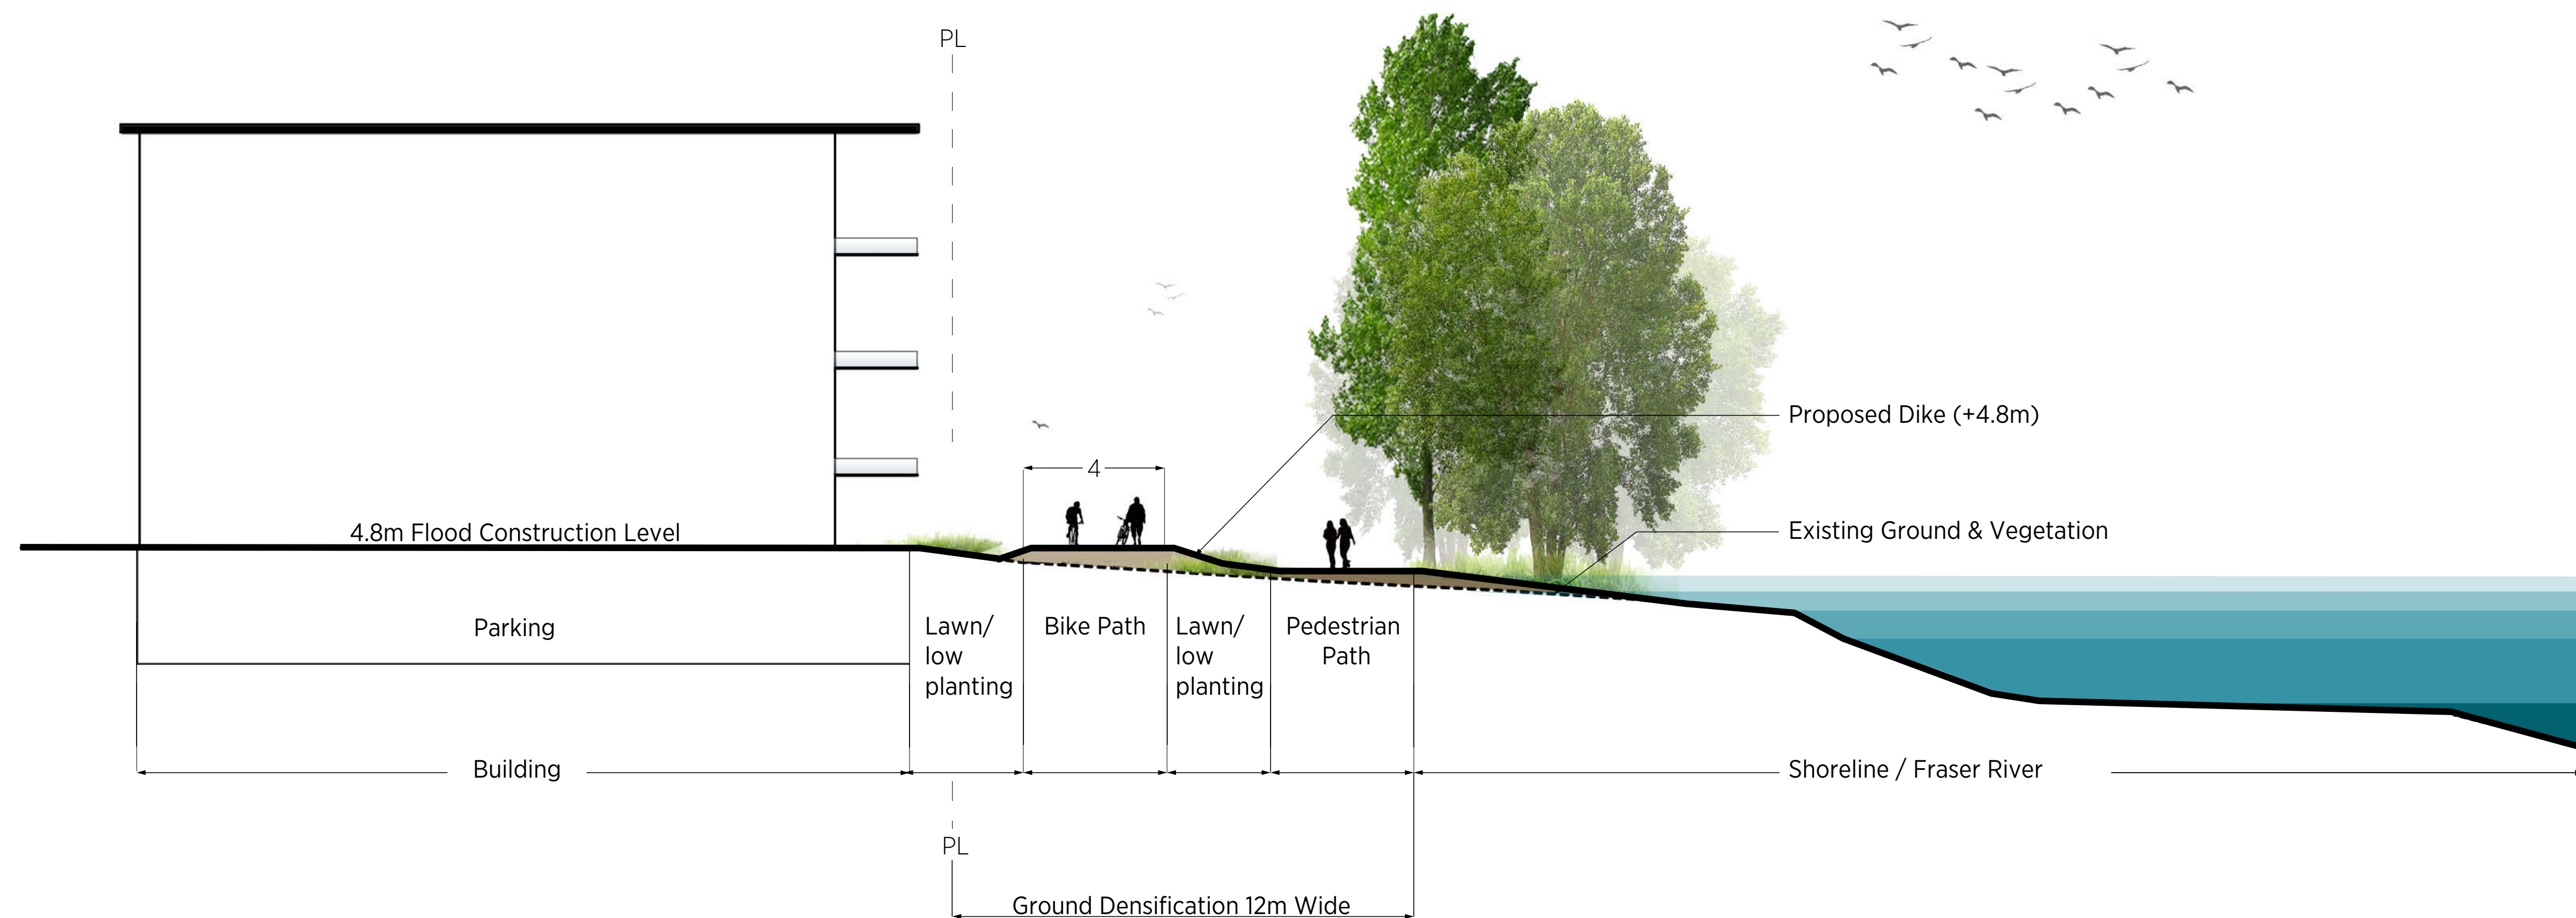 PL
Proposed Dike (+4.8m)
4
4.8m Flood Construction Level
Existing Ground & Vegetation
Parking
Lawn/
low
planting
Bike Path
Lawn/
low
planting
Pedestrian
Path
Building
Shoreline / Fraser River
PL
Ground Densification 12m Wide